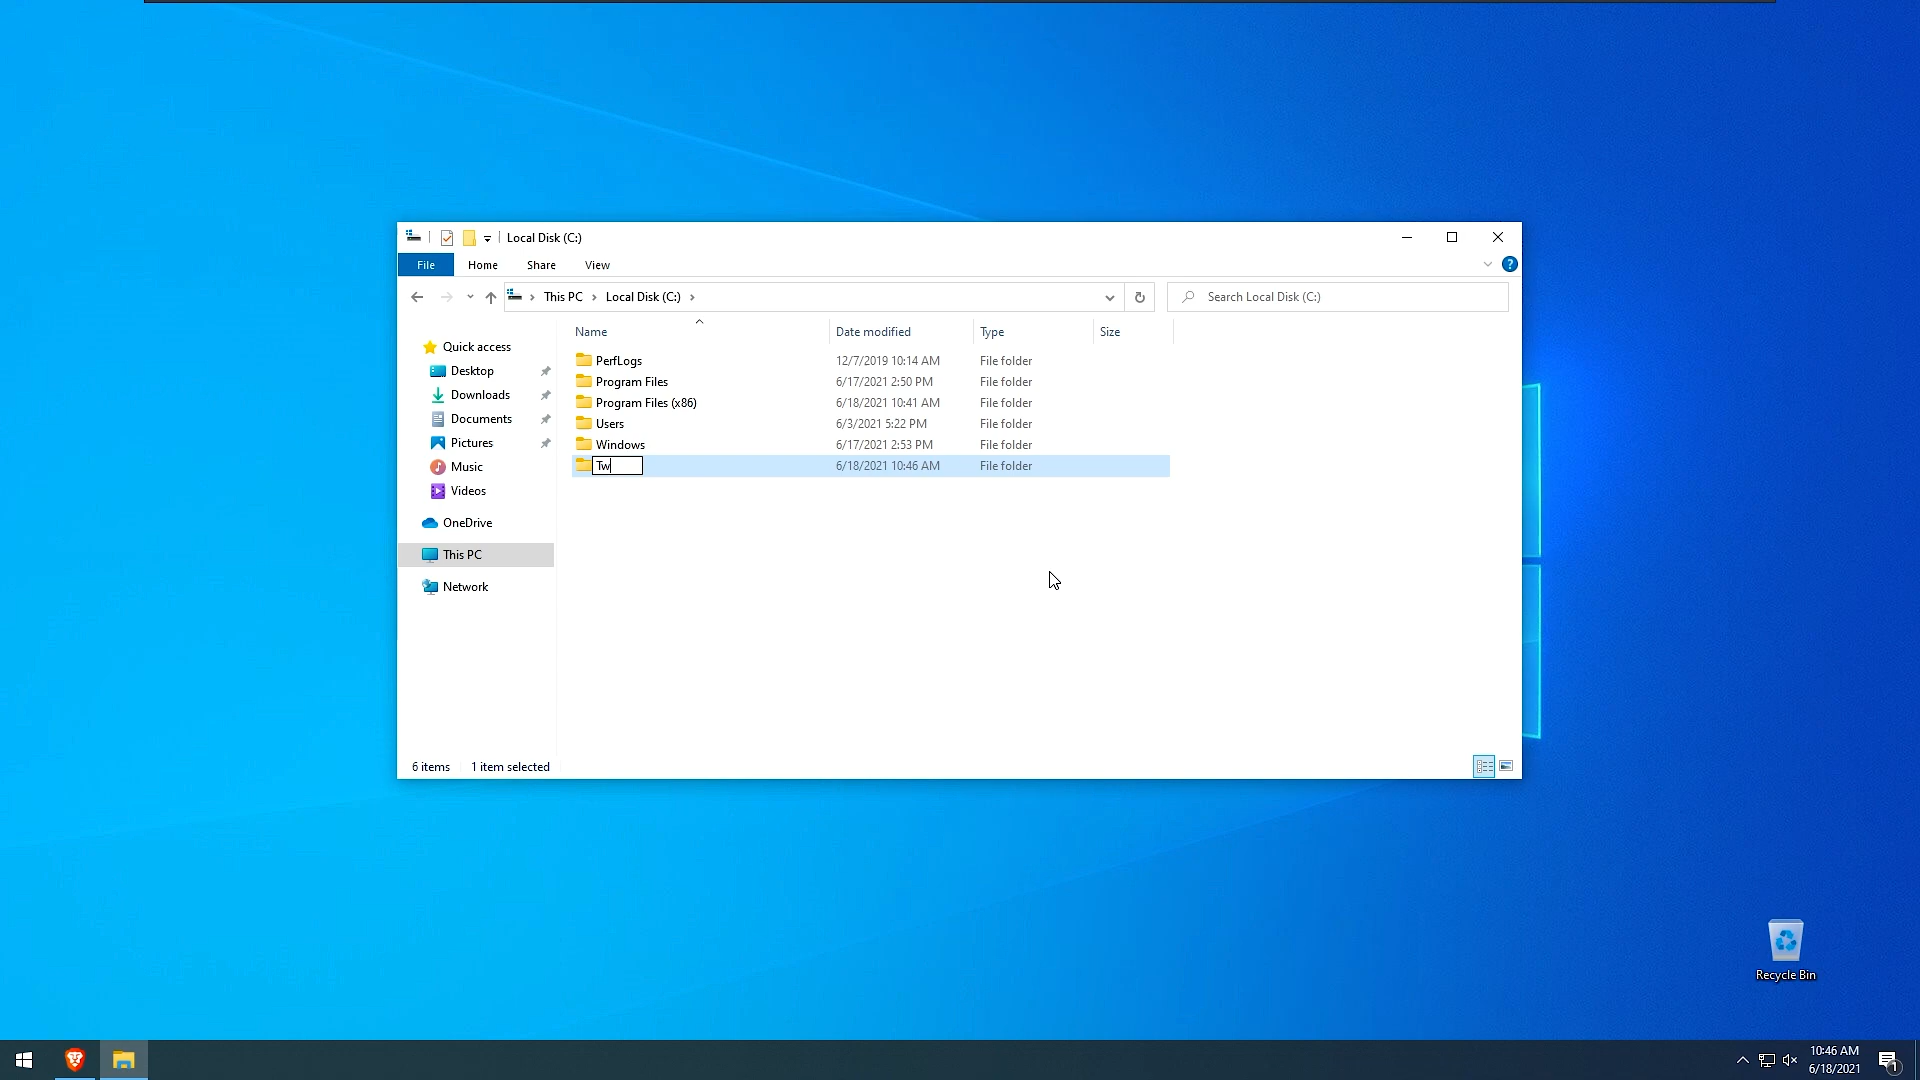 Local Disk (C:)
File Home Share View
This PC Local Disk (C:) Search Local Disk (C:)
Name Date modified Type Size
Quick access
Desktop
Downloads
Documents
Pictures
Music
Videos
OneDrive
This PC
Network
PerfLogs 12/7/2019 10:14 AM File folder
Program Files 6/17/2021 2:50 PM File folder
Program Files (x86) 6/18/2021 10:41 AM File folder
Users 6/3/2021 5:22 PM File folder
Windows 6/17/2021 2:53 PM File folder
Tw 6/18/2021 10:46 AM File folder
6 items 1 item selected
Recycle Bin
10:46 AM
6/18/2021
1